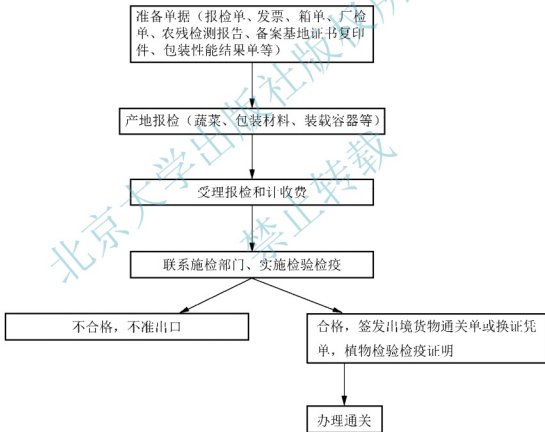 准备单据（报检单、发票、箱单、厂检
单、农残检测报告、备案基地证书复印
件、包装性能结果单等）
产地报检（蔬菜、包装材料、装载容器等）
受理报检和计收费
联系施检部门、实施检验检疫
不合格，不准出口
合格，签发出境货物通关单或换证凭
单，植物检验检疫证明
办理通关
北京大学出版社版权所
禁止转载